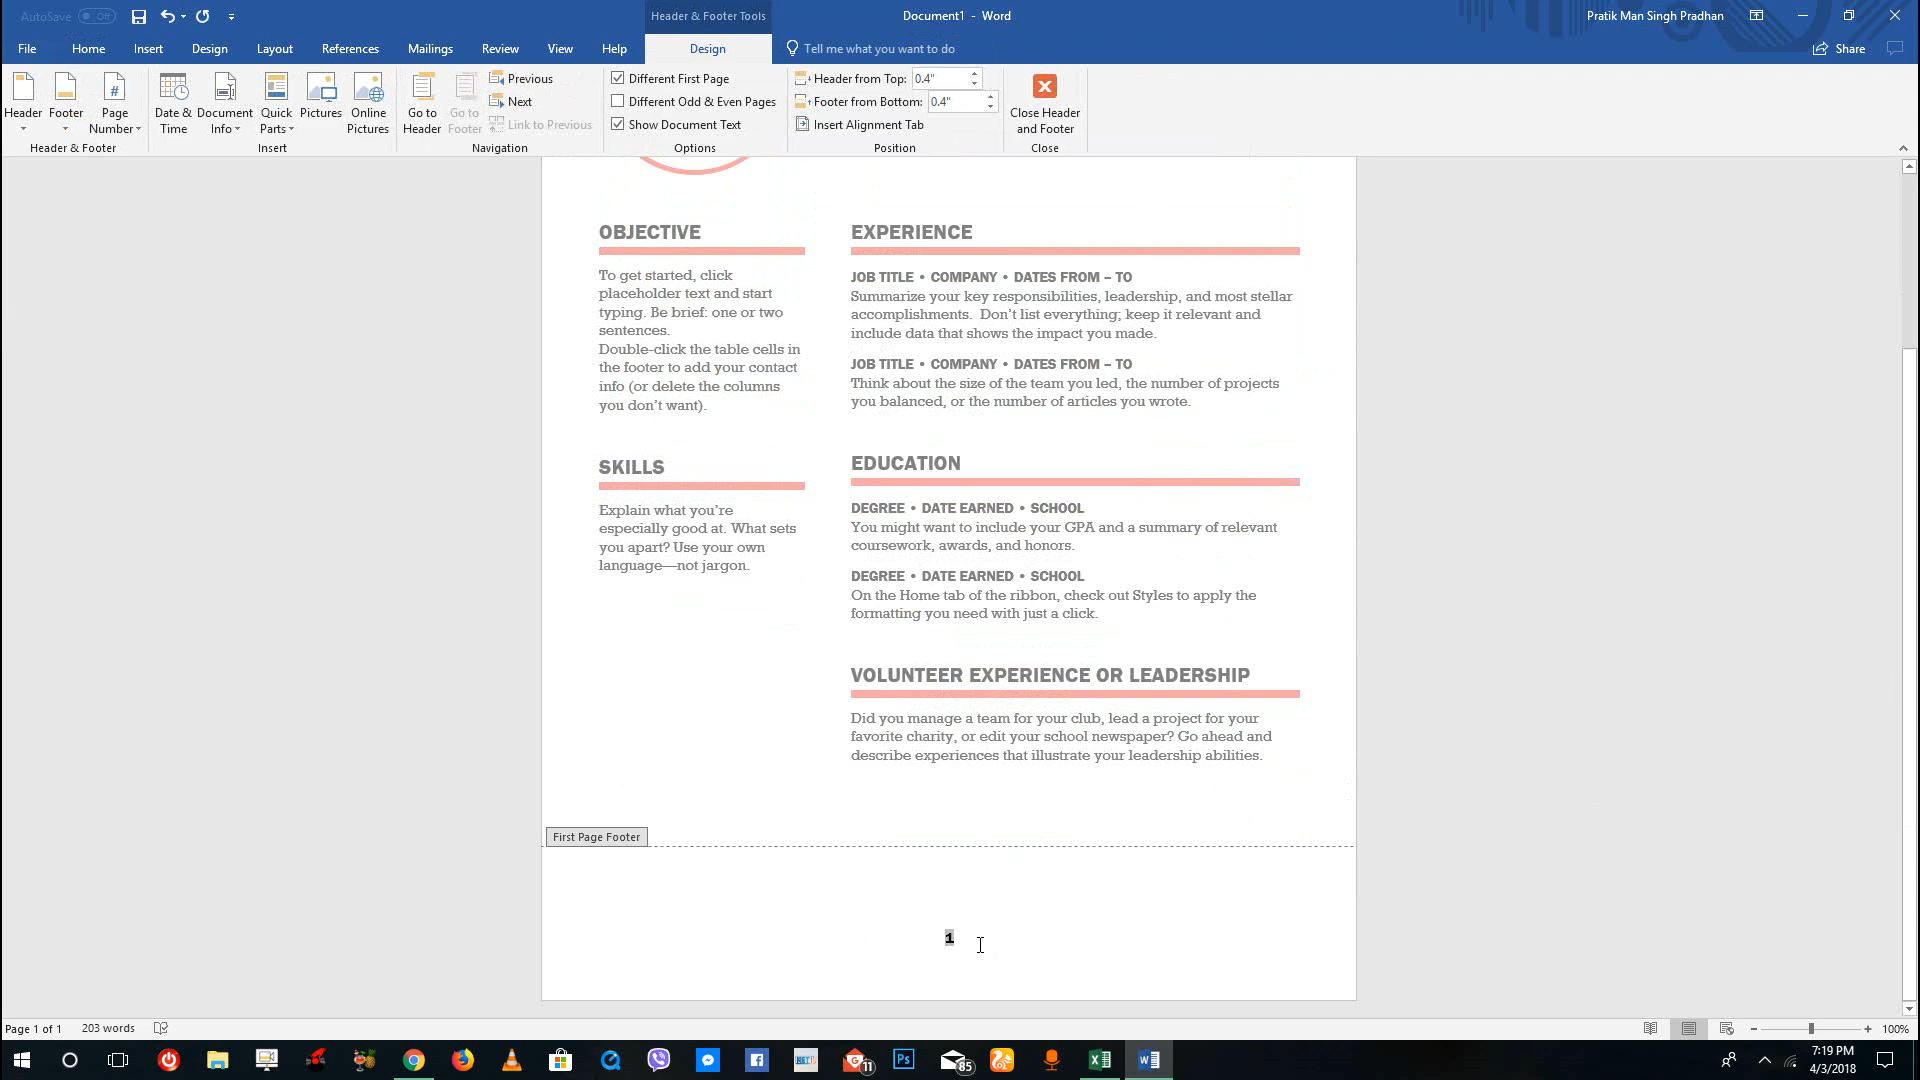 AutoSave Off
Header & Footer Tools
Document1 - Word
Pratik Man Singh Pradhan
File Home Insert Design Layout References Mailings Review View Help Design Tell me what you want to do Share
Header
Footer
Page
Number
Header & Footer
Date &
Time
Document
Info
Quick
Parts
Pictures
Online
Pictures
Insert
Go to
Header
Go to
Footer
Previous
Next
Link to Previous
Navigation
Different First Page
Different Odd & Even Pages
Show Document Text
Options
Header from Top: 0.4"
Footer from Bottom: 0.4"
Insert Alignment Tab
Position
Close Header
and Footer
Close
OBJECTIVE
To get started, click
placeholder text and start
typing. Be brief: one or two
sentences.
Double-click the table cells in
the footer to add your contact
info (or delete the columns
you don't want).
SKILLS
Explain what you're
especially good at. What sets
you apart? Use your own
language—not jargon.
EXPERIENCE
JOB TITLE • COMPANY • DATES FROM – TO
Summarize your key responsibilities, leadership, and most stellar
accomplishments.  Don't list everything; keep it relevant and
include data that shows the impact you made.
JOB TITLE • COMPANY • DATES FROM – TO
Think about the size of the team you led, the number of projects
you balanced, or the number of articles you wrote.
EDUCATION
DEGREE • DATE EARNED • SCHOOL
You might want to include your GPA and a summary of relevant
coursework, awards, and honors.
DEGREE • DATE EARNED • SCHOOL
On the Home tab of the ribbon, check out Styles to apply the
formatting you need with just a click.
VOLUNTEER EXPERIENCE OR LEADERSHIP
Did you manage a team for your club, lead a project for your
favorite charity, or edit your school newspaper? Go ahead and
describe experiences that illustrate your leadership abilities.
First Page Footer
1
Page 1 of 1 203 words
100%
11
Ps
85
7:19 PM
4/3/2018